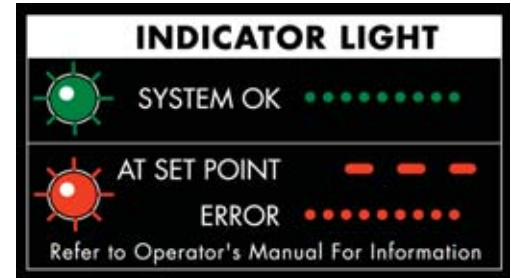 INDICATOR LIGHT
SYSTEM OK
AT SET POINT
ERROR
Refer to Operator's Manual For Information